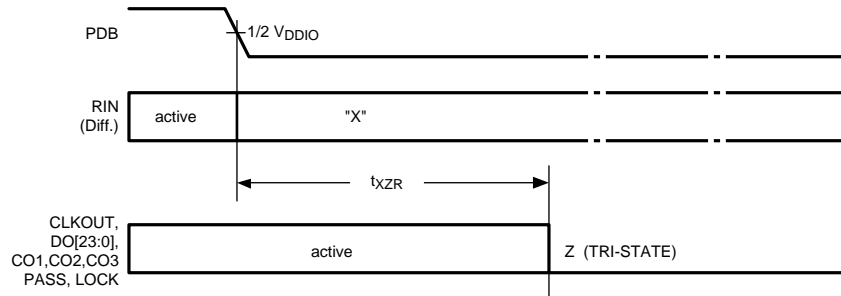 PDB
1/2 VDDIO
RIN
(Diff.)
active
"X"
tXZR
CLKOUT,
DO[23:0],
CO1,CO2,CO3
PASS, LOCK
active
Z (TRI-STATE)